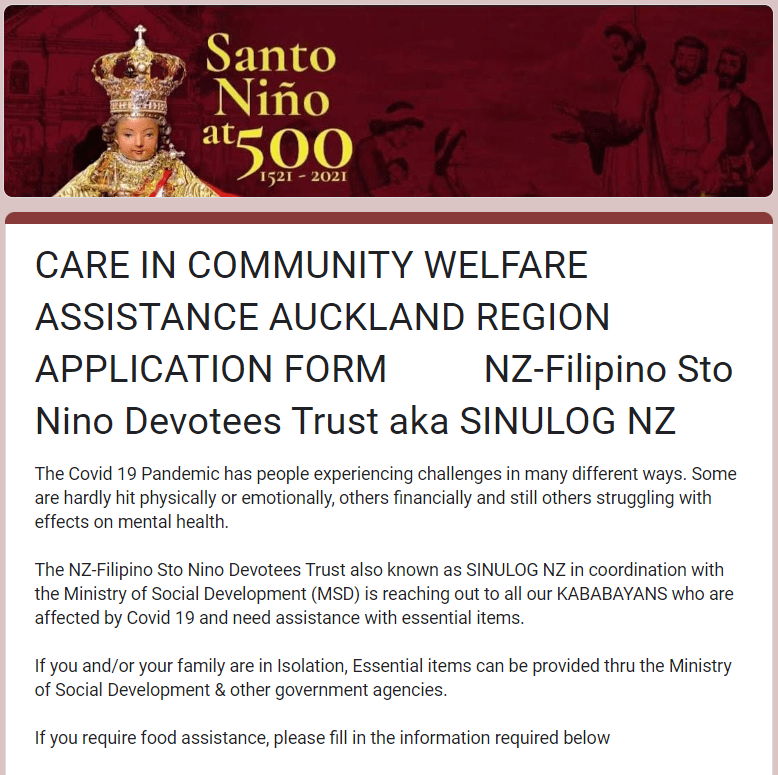 Santo
Niño
at 500
1521 - 2021
CARE IN COMMUNITY WELFARE
ASSISTANCE AUCKLAND REGION
APPLICATION FORM NZ-Filipino Sto
Nino Devotees Trust aka SINULOG NZ
The Covid 19 Pandemic has people experiencing challenges in many different ways. Some
are hardly hit physically or emotionally, others financially and still others struggling with
effects on mental health.
The NZ-Filipino Sto Nino Devotees Trust also known as SINULOG NZ in coordination with
the Ministry of Social Development (MSD) is reaching out to all our KABABAYANS who are
affected by Covid 19 and need assistance with essential items.
If you and/or your family are in Isolation, Essential items can be provided thru the Ministry
of Social Development & other government agencies.
If you require food assistance, please fill in the information required below